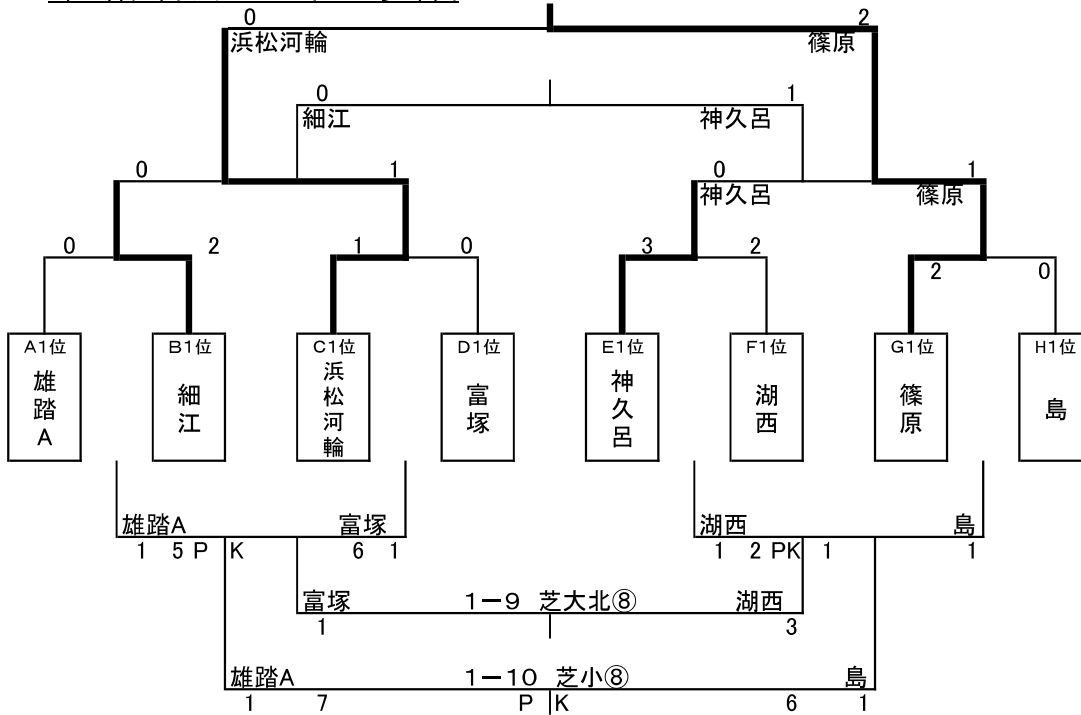 0 2
浜松河輪 篠原
0 1
細江 神久呂
0 1 0 1
神久呂 篠原
0 2 1 0 3 2
2 0
A1位 B1位 C1位 D1位 E1位 F1位 G1位 H1位
雄踏A 細江 浜松河輪 富塚 神久呂 湖西 篠原 島
雄踏A 富塚 湖西 島
1 5 P K 6 1 1 2 PK 1 1
富塚 1－9 芝大北⑧ 湖西
1 3
雄踏A 1－10 芝小⑧ 島
1 7 P K 6 1